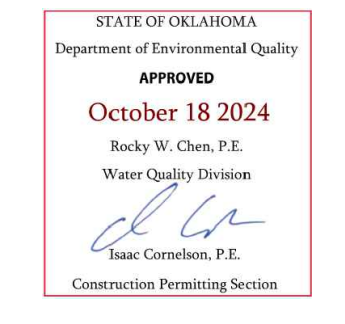 STATE OF OKLAHOMA
Department of Environmental Quality
APPROVED
October 18 2024
Rocky W. Chen, P.E.
Water Quality Division
Isaac Cornelson, P.E.
Construction Permitting Section